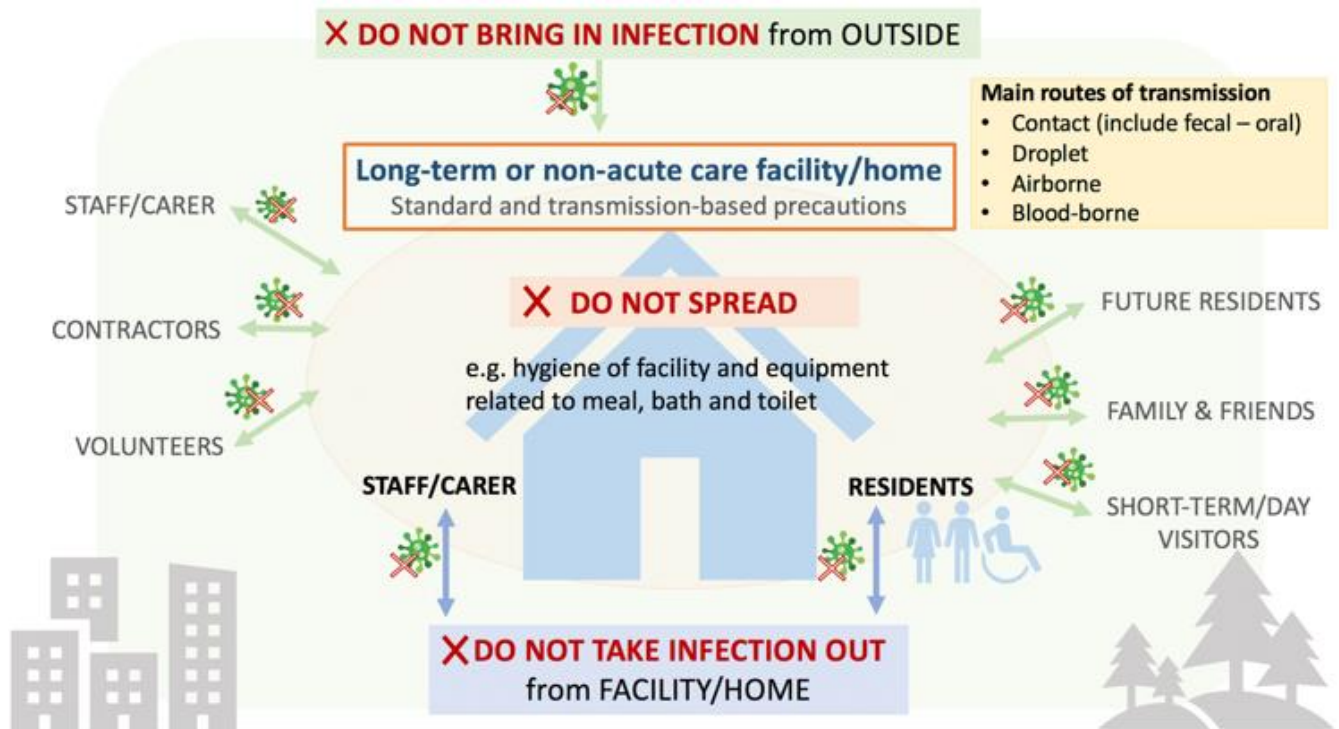 X DO NOT BRING IN INFECTION from OUTSIDE
Main routes of transmission
• Contact (include fecal – oral)
• Droplet
• Airborne
• Blood-borne
Long-term or non-acute care facility/home
Standard and transmission-based precautions
STAFF/CARER
CONTRACTORS
VOLUNTEERS
X DO NOT SPREAD
e.g. hygiene of facility and equipment
related to meal, bath and toilet
FUTURE RESIDENTS
FAMILY & FRIENDS
SHORT-TERM/DAY
VISITORS
STAFF/CARER
RESIDENTS
X DO NOT TAKE INFECTION OUT
from FACILITY/HOME